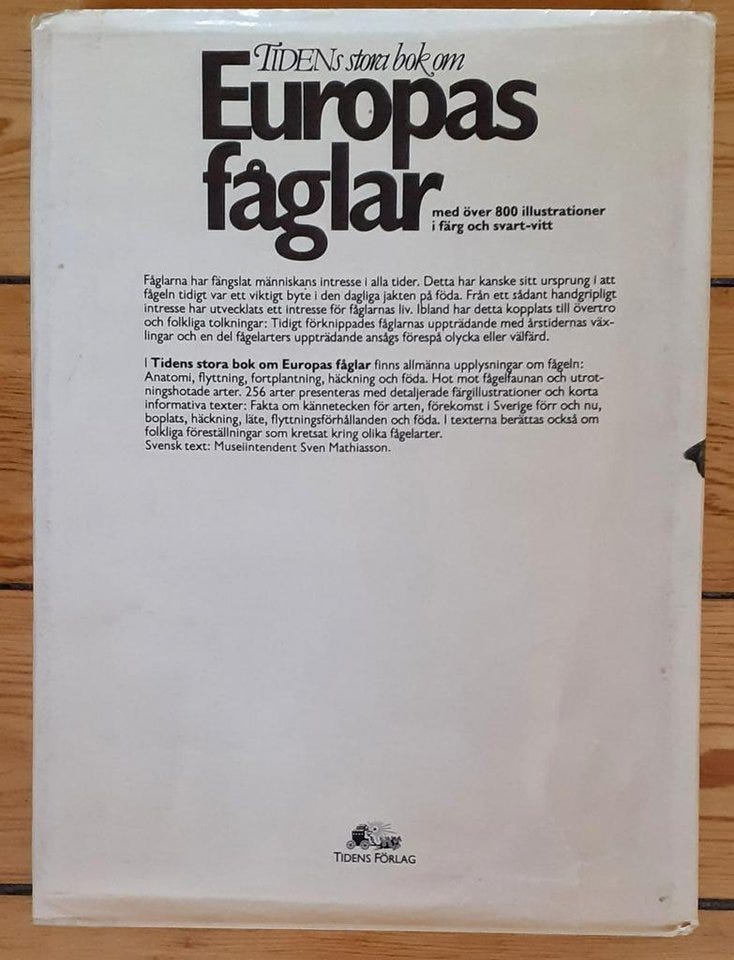 TIDENs stora bok om
Europas
fåglar
med över 800 illustrationer
i färg och svart-vitt
Fåglarna har fängslat människans intresse i alla tider. Detta har kanske sitt ursprung i att
fågeln tidigt var ett viktigt byte i den dagliga jakten på föda. Från ett sådant handgripligt
intresse har utvecklats ett intresse för fåglarnas liv. Ibland har detta kopplats till övertro
och folkliga tolkningar: Tidigt förknippades fåglarnas uppträdande med årstidernas väx-
lingar och en del fågelarters uppträdande ansågs förespå olycka eller välfärd.
I Tidens stora bok om Europas fåglar finns allmänna upplysningar om fågeln:
Anatomi, flyttning, fortplantning, häckning och föda. Hot mot fågelfaunan och utrot-
ningshotade arter. 256 arter presenteras med detaljerade färgillustrationer och korta
informativa texter: Fakta om kännetecken för arten, förekomst i Sverige förr och nu,
boplats, häckning, läte, flyttningsförhållanden och föda. I texterna berättas också om
folkliga föreställningar som kretsat kring olika fågelarter.
Svensk text: Museiintendent Sven Mathiasson.
TIDENS FÖRLAG